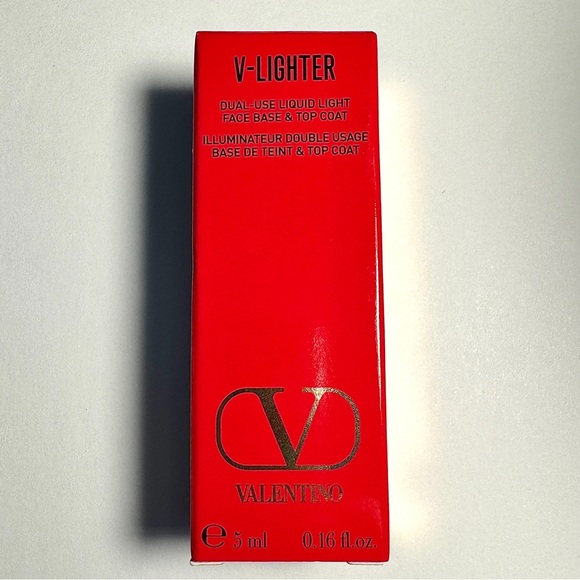 V-LIGHTER
DUAL-USE LIQUID LIGHT
FACE BASE & TOP COAT
ILLUMINATEUR DOUBLE USAGE
BASE DE TEINT & TOP COAT
V
VALENTINO
℮ 5 ml 0.16 fl.oz.